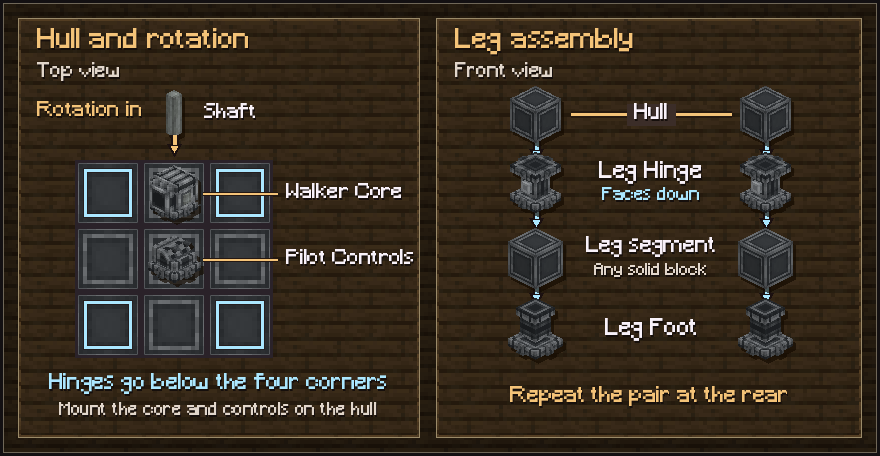 Hull and rotation
Top view
Rotation in
Shaft
Walker Core
Pilot Controls
Hinges go below the four corners
Mount the core and controls on the hull
Leg assembly
Front view
Hull
Leg Hinge
Faces down
Leg segment
Any solid block
Leg Foot
Repeat the pair at the rear